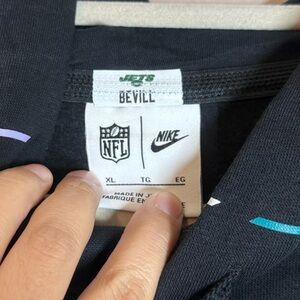 JETS
BEVILL
NFL
NIKE
XL TG EG
MADE IN
FABRIQUE EN